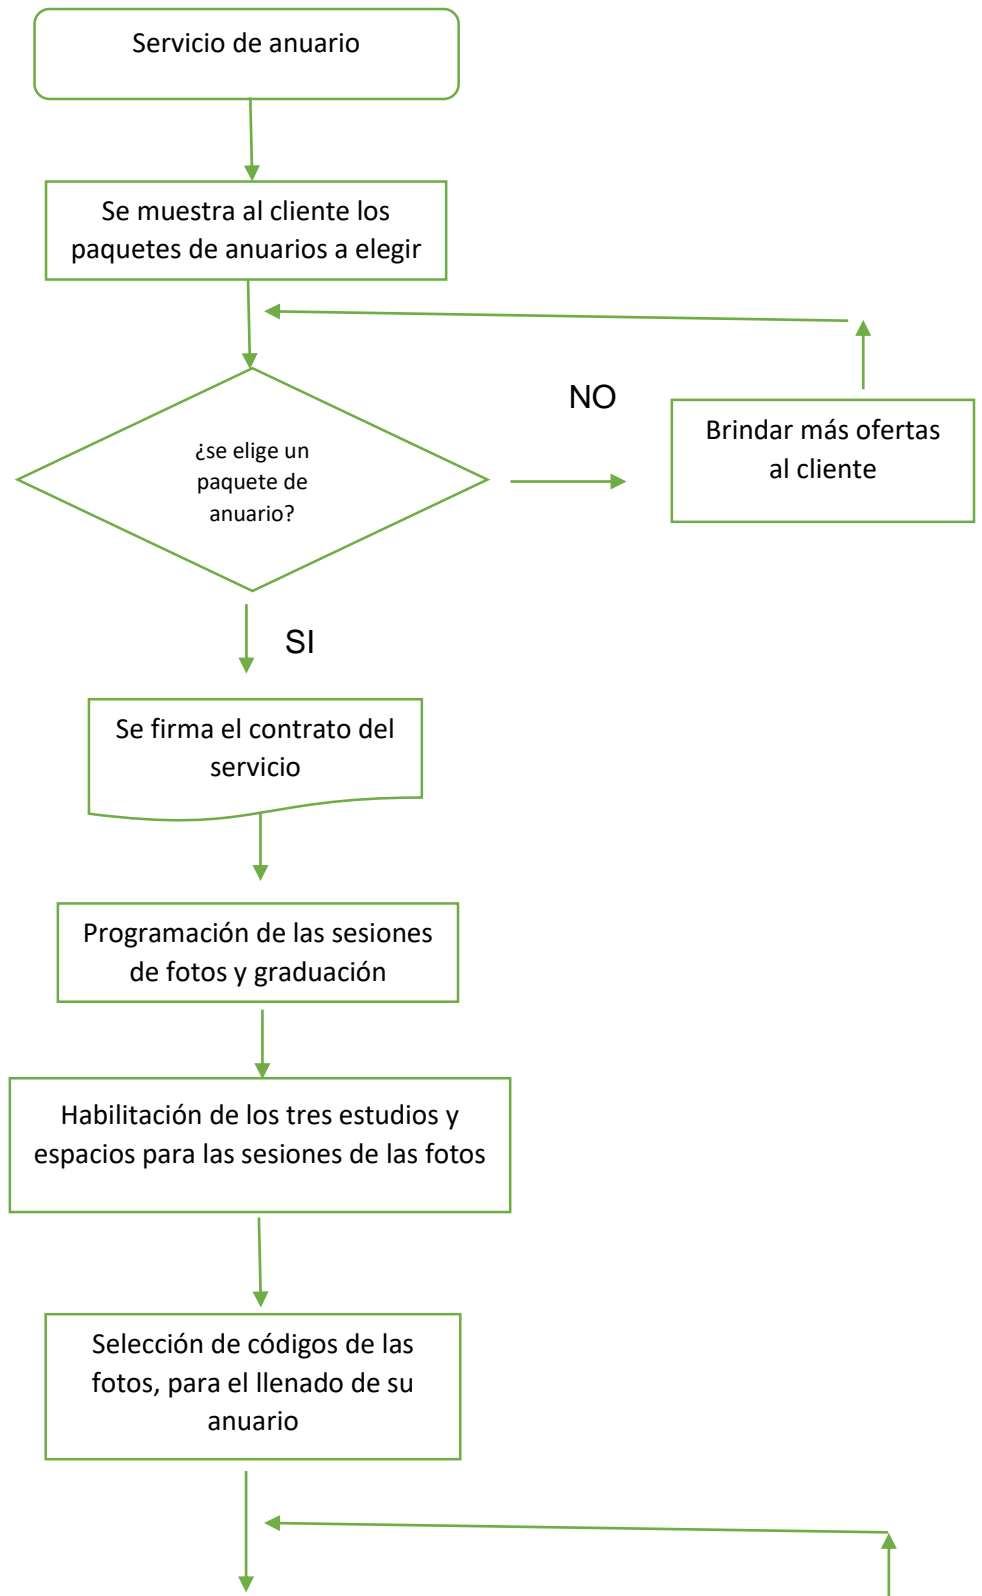 Servicio de anuario
Se muestra al cliente los
paquetes de anuarios a elegir
NO
Brindar más ofertas
al cliente
¿se elige un
paquete de
anuario?
SI
Se firma el contrato del
servicio
Programación de las sesiones
de fotos y graduación
Habilitación de los tres estudios y
espacios para las sesiones de las fotos
Selección de códigos de las
fotos, para el llenado de su
anuario